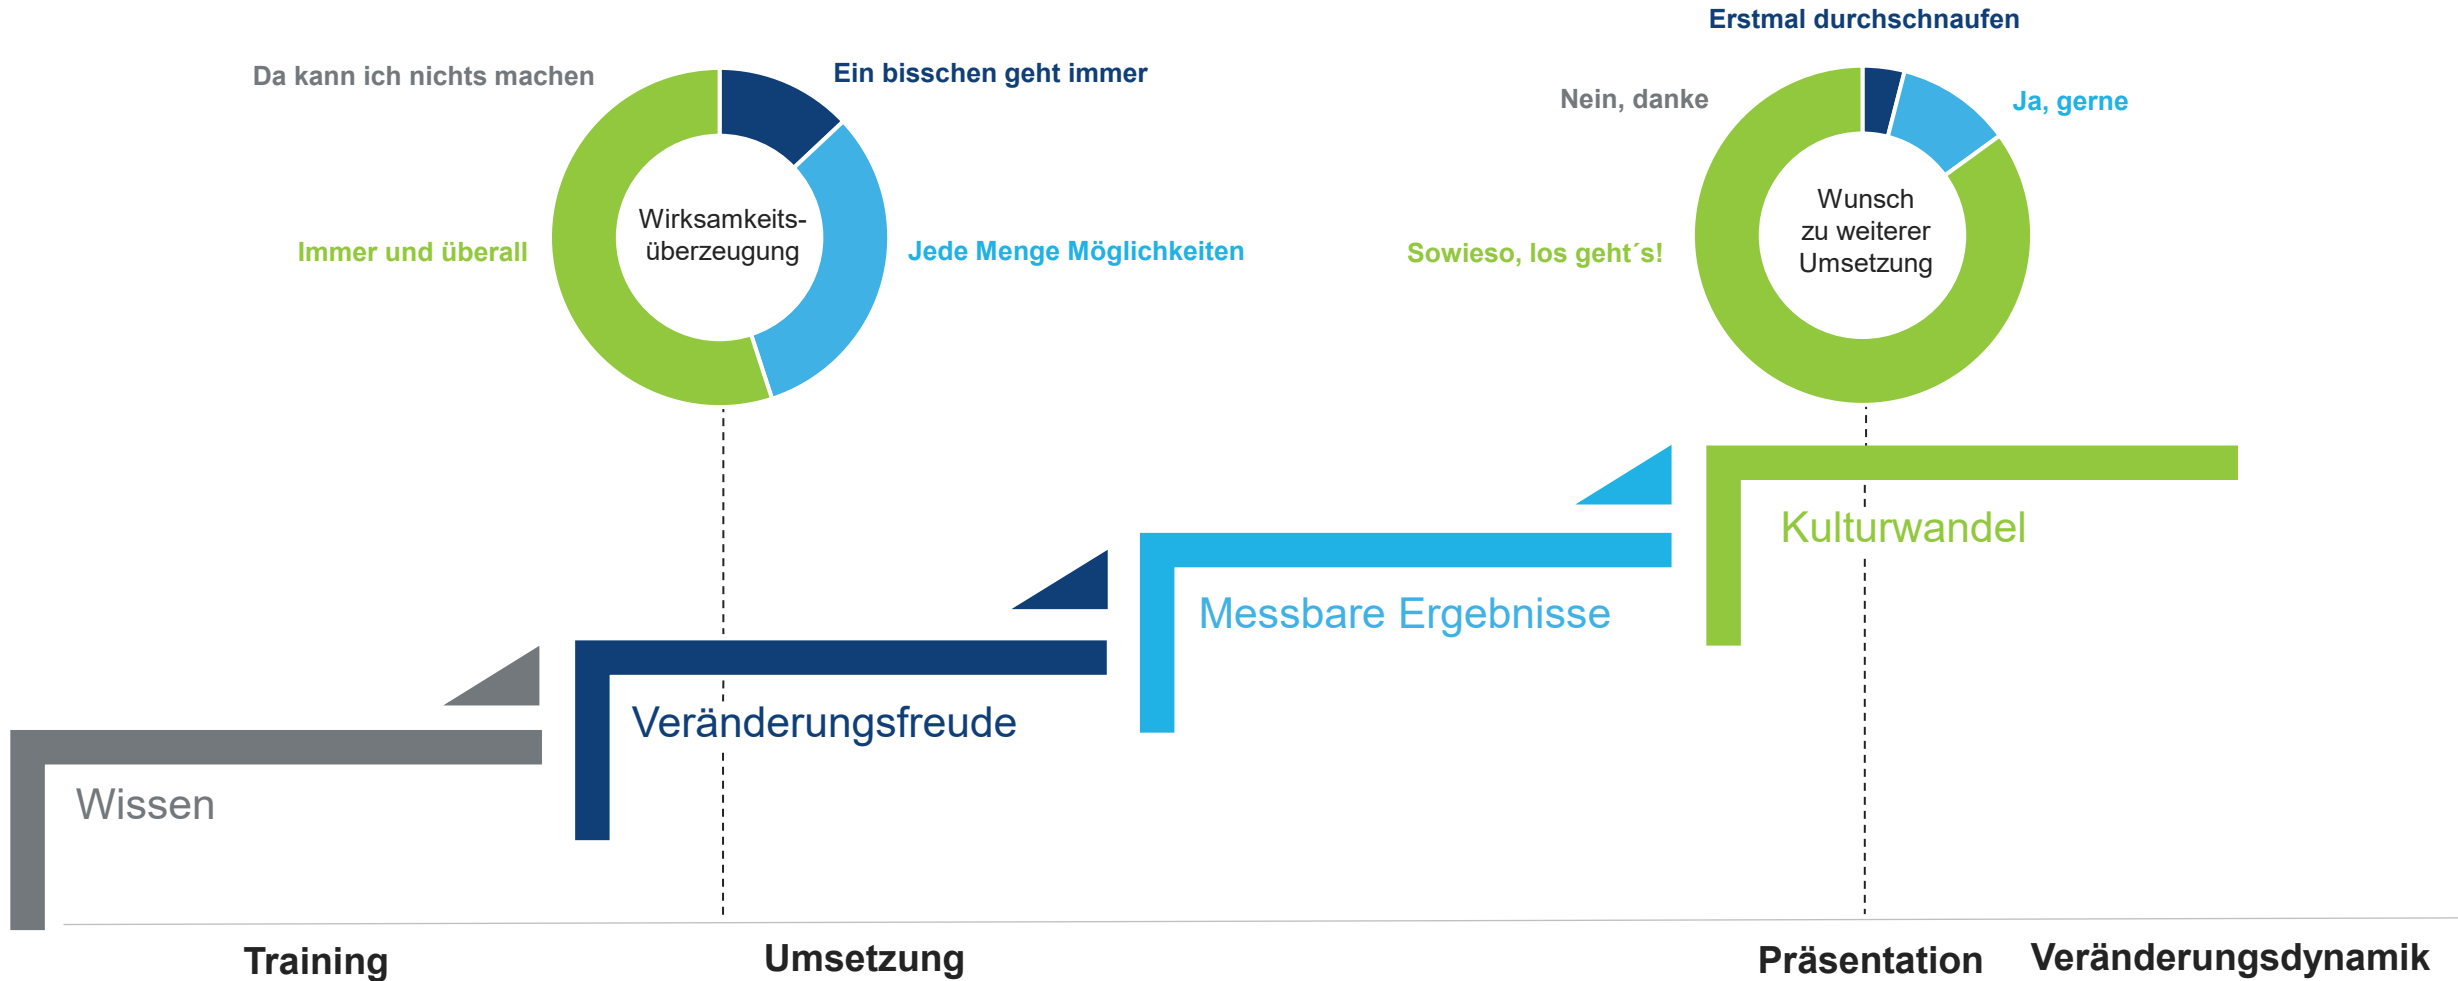 Erstmal durchschnaufen
Da kann ich nichts machen
Ein bisschen geht immer
Nein, danke
Ja, gerne
Wirksamkeits-
überzeugung
Immer und überall
Jede Menge Möglichkeiten
Wunsch
zu weiterer
Umsetzung
Sowieso, los geht´s!
Kulturwandel
Messbare Ergebnisse
Veränderungsfreude
Wissen
Training
Umsetzung
Präsentation
Veränderungsdynamik